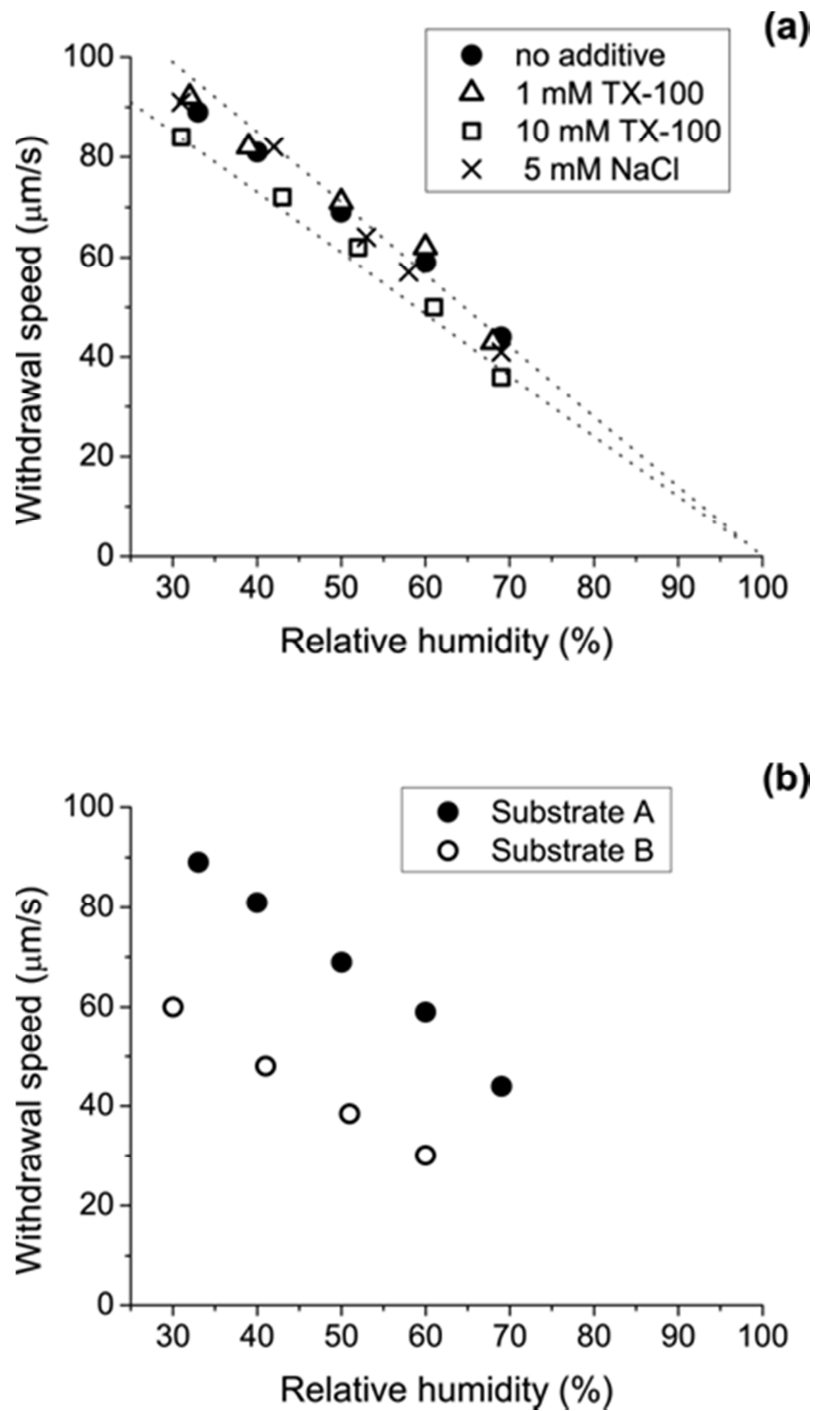 (a)
100
80
60
40
20
0
Withdrawal speed (μm/s)
no additive
1 mM TX-100
10 mM TX-100
5 mM NaCl
30 40 50 60 70 80 90 100
Relative humidity (%)
(b)
100
80
60
40
20
0
Withdrawal speed (μm/s)
Substrate A
Substrate B
30 40 50 60 70 80 90 100
Relative humidity (%)